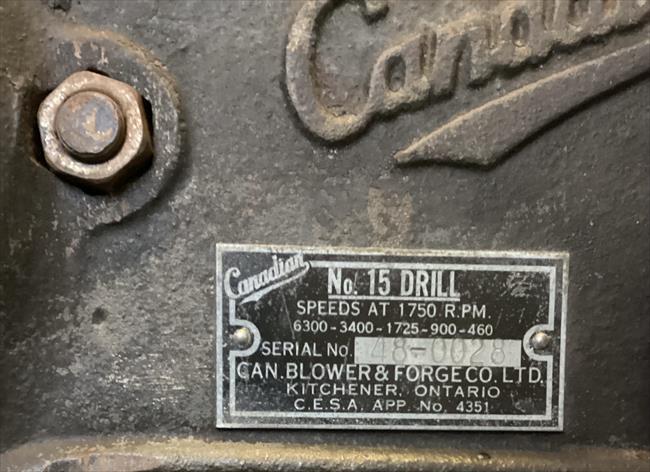 Canadian
Canadian
No. 15 DRILL
SPEEDS AT 1750 R.P.M.
6300-3400-1725-900-460
SERIAL No. 48-0028
CAN. BLOWER & FORGE CO. LTD.
KITCHENER, ONTARIO
C.E.S.A. APP. No. 4351